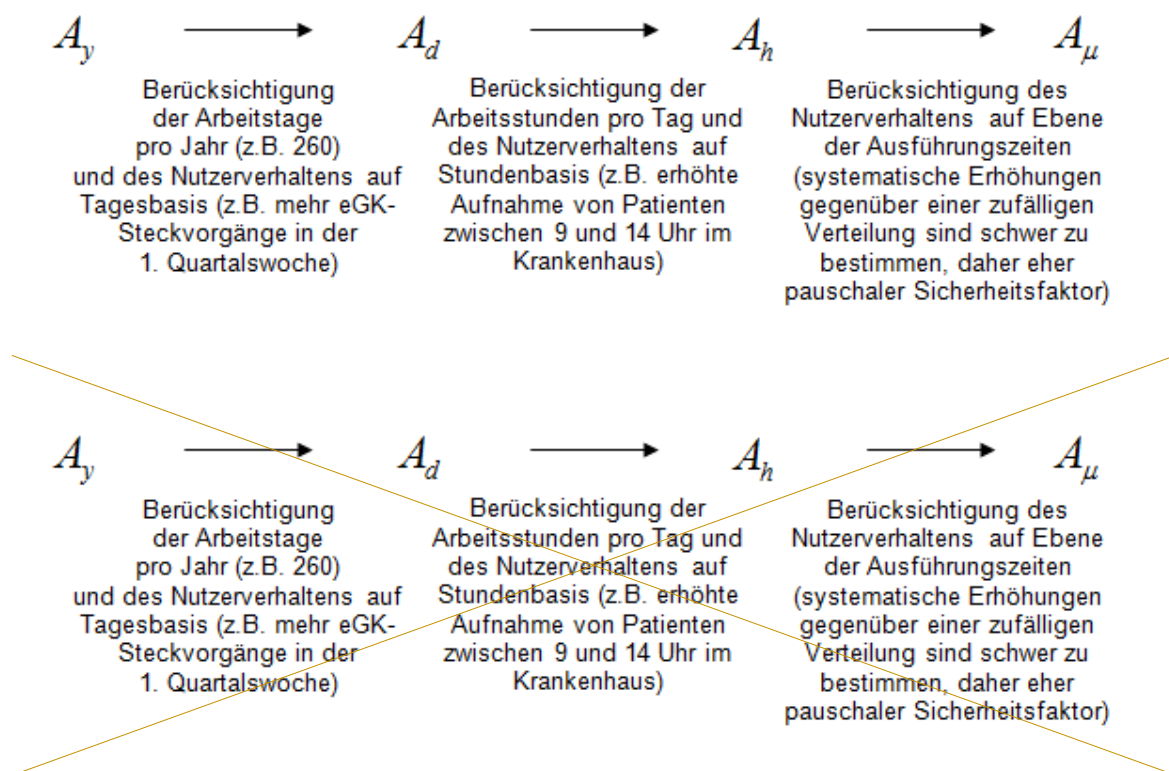 A_y A_d A_h A_μ
Berücksichtigung
der Arbeitstage
pro Jahr (z.B. 260)
und des Nutzerverhaltens auf
Tagesbasis (z.B. mehr eGK-
Steckvorgänge in der
1. Quartalswoche)
Berücksichtigung der
Arbeitsstunden pro Tag und
des Nutzerverhaltens auf
Stundenbasis (z.B. erhöhte
Aufnahme von Patienten
zwischen 9 und 14 Uhr im
Krankenhaus)
Berücksichtigung des
Nutzerverhaltens auf Ebene
der Ausführungszeiten
(systematische Erhöhungen
gegenüber einer zufälligen
Verteilung sind schwer zu
bestimmen, daher eher
pauschaler Sicherheitsfaktor)
A_y A_d A_h A_μ
Berücksichtigung
der Arbeitstage
pro Jahr (z.B. 260)
und des Nutzerverhaltens auf
Tagesbasis (z.B. mehr eGK-
Steckvorgänge in der
1. Quartalswoche)
Berücksichtigung der
Arbeitsstunden pro Tag und
des Nutzerverhaltens auf
Stundenbasis (z.B. erhöhte
Aufnahme von Patienten
zwischen 9 und 14 Uhr im
Krankenhaus)
Berücksichtigung des
Nutzerverhaltens auf Ebene
der Ausführungszeiten
(systematische Erhöhungen
gegenüber einer zufälligen
Verteilung sind schwer zu
bestimmen, daher eher
pauschaler Sicherheitsfaktor)